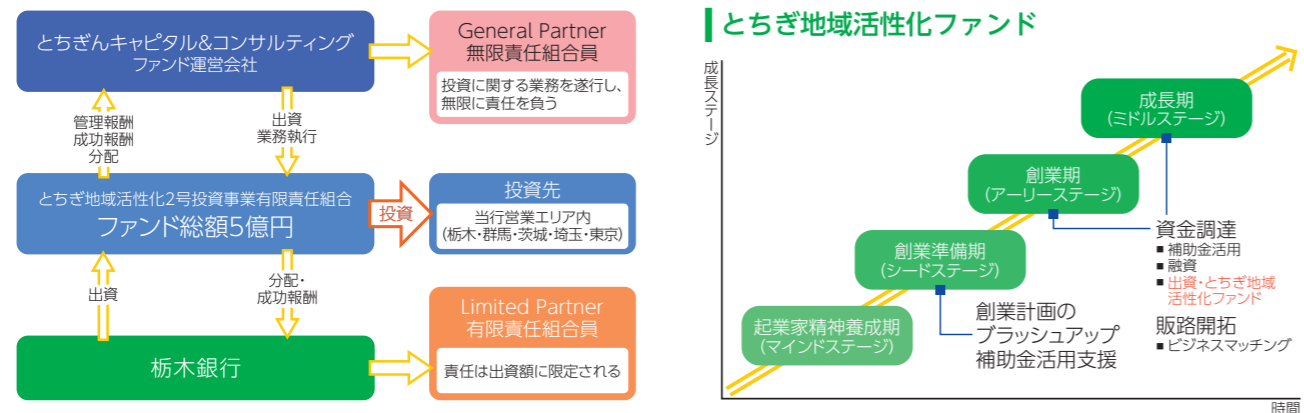 とちぎんキャピタル&コンサルティング
ファンド運営会社
General Partner
無限責任組合員
投資に関する業務を遂行し、
無限に責任を負う
管理報酬
成功報酬
分配
出資
業務執行
とちぎ地域活性化2号投資事業有限責任組合
ファンド総額5億円
投資
投資先
当行営業エリア内
(栃木・群馬・茨城・埼玉・東京)
出資
分配・
成功報酬
栃木銀行
Limited Partner
有限責任組合員
責任は出資額に限定される
とちぎ地域活性化ファンド
成長ステージ
成長期
(ミドルステージ)
創業期
(アーリーステージ)
創業準備期
(シードステージ)
起業家精神養成期
(マインドステージ)
創業計画の
ブラッシュアップ
補助金活用支援
資金調達
■ 補助金活用
■ 融資
■ 出資・とちぎ地域
活性化ファンド
販路開拓
■ ビジネスマッチング
時間